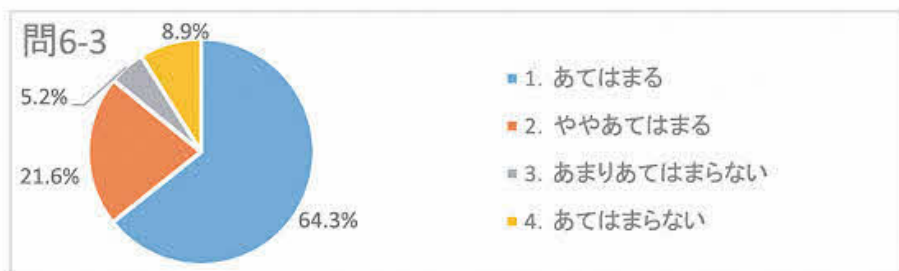 問6-3
8.9%
5.2%
21.6%
64.3%
1. あてはまる
2. ややあてはまる
3. あまりあてはまらない
4. あてはまらない